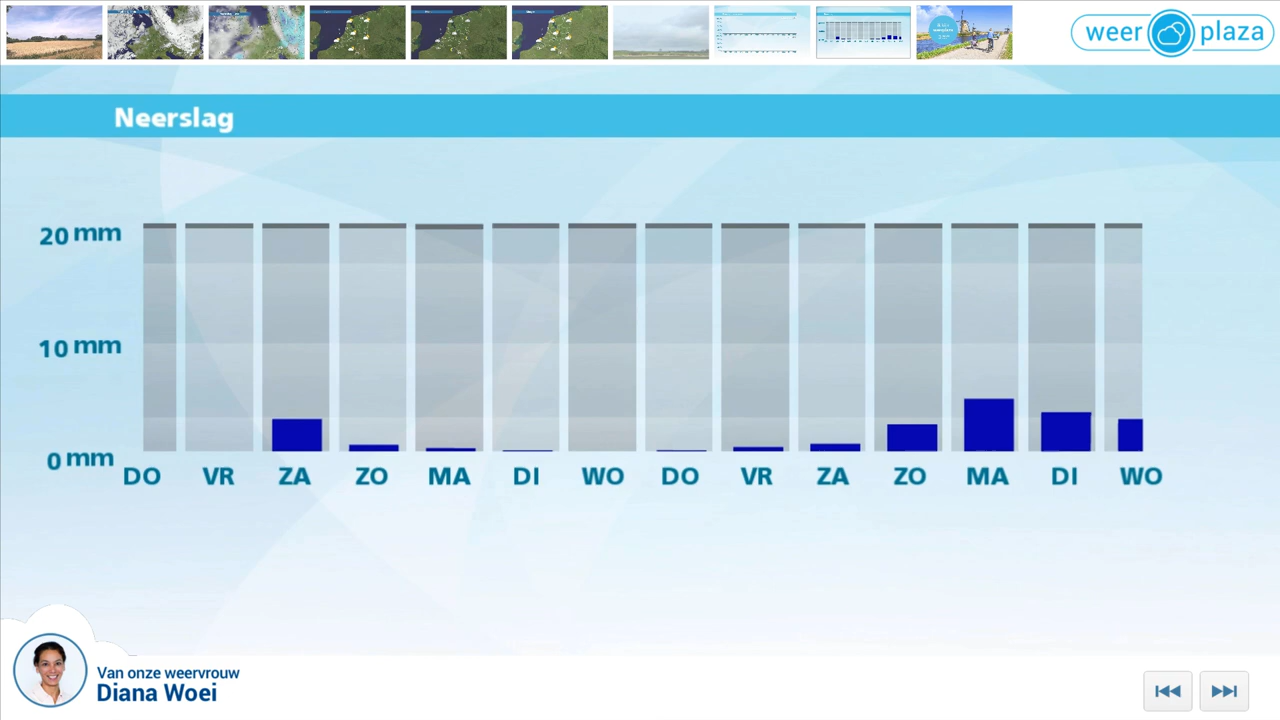 weer plaza
Neerslag
20 mm
10 mm
0 mm
DO VR ZA ZO MA DI WO DO VR ZA ZO MA DI WO
Van onze weervrouw
Diana Woei